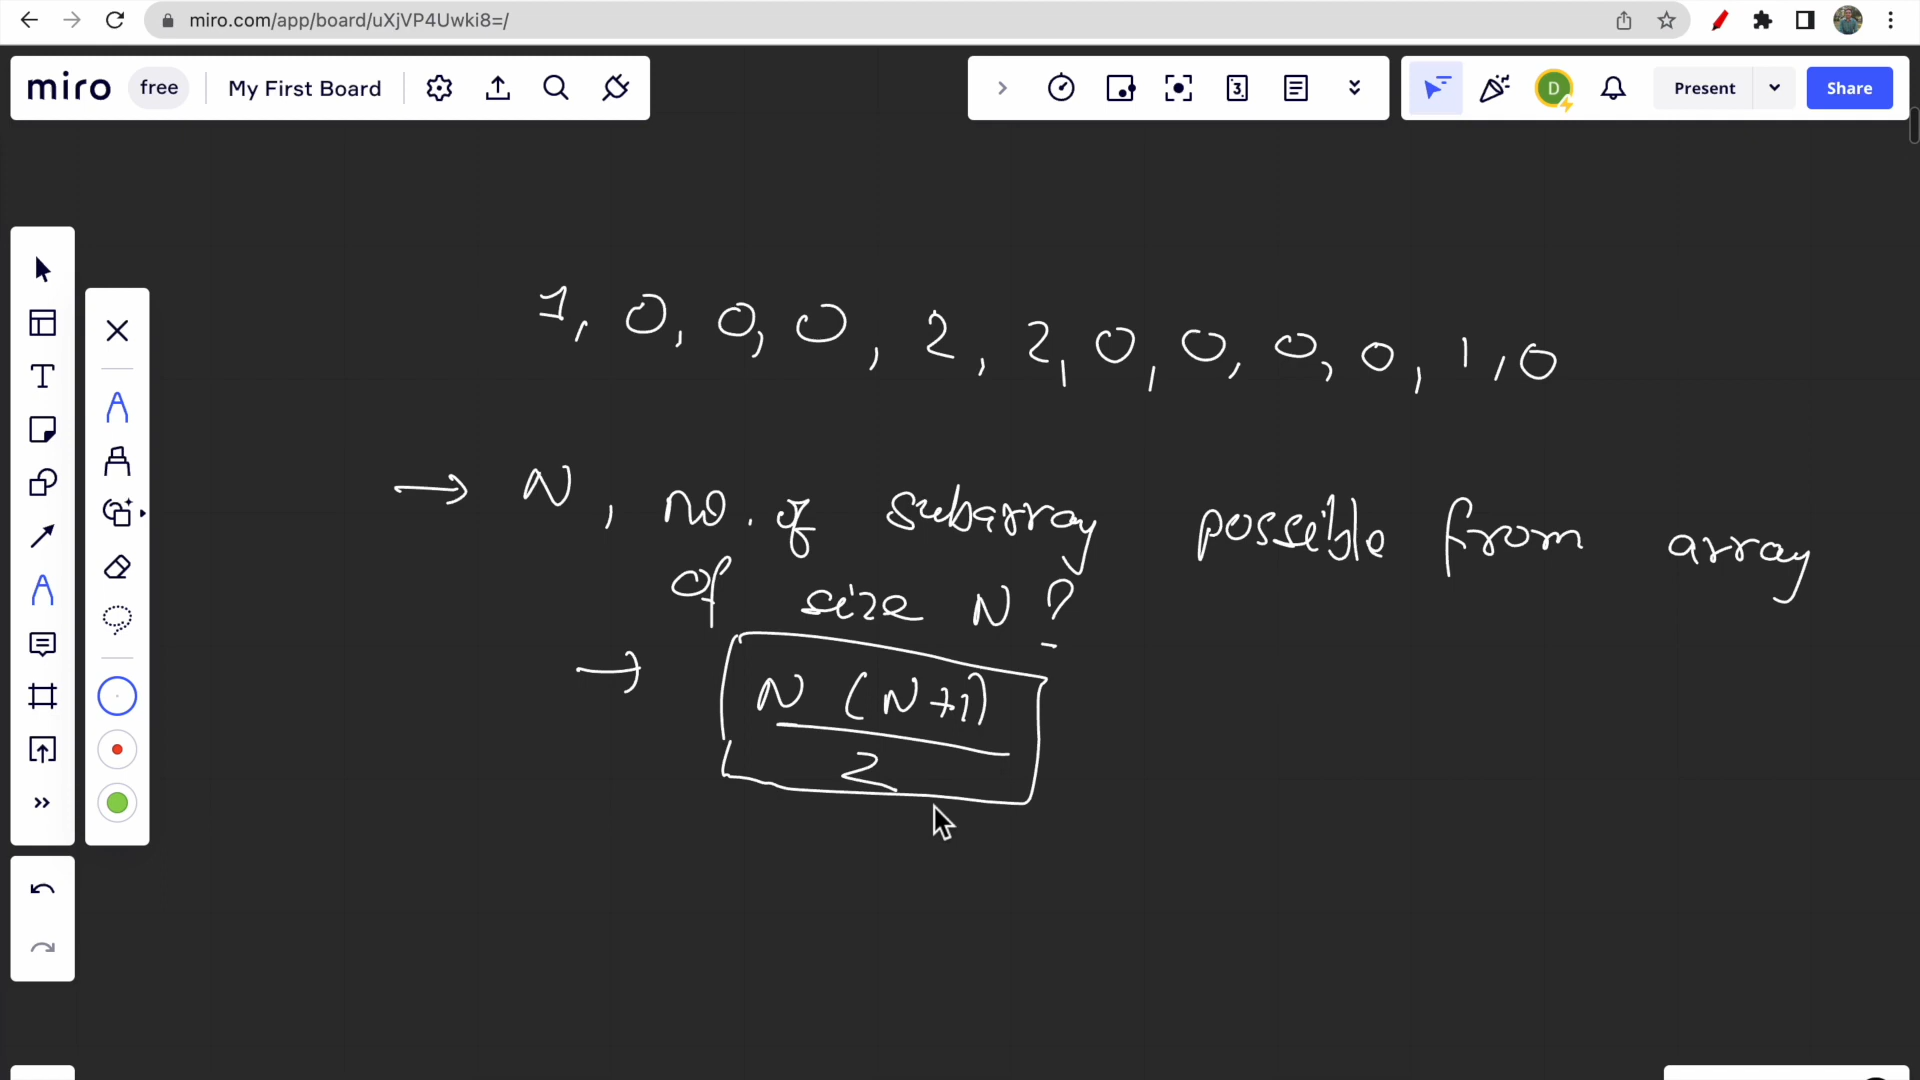 miro.com/app/board/uXjVP4Uwki8=/
miro free My First Board 3 D Present Share
1, 0, 0, 0, 2, 2, 0, 0, 0, 0, 1, 0
→ N, no. of subarray possible from array
of size N?
→ N (N+1)
2